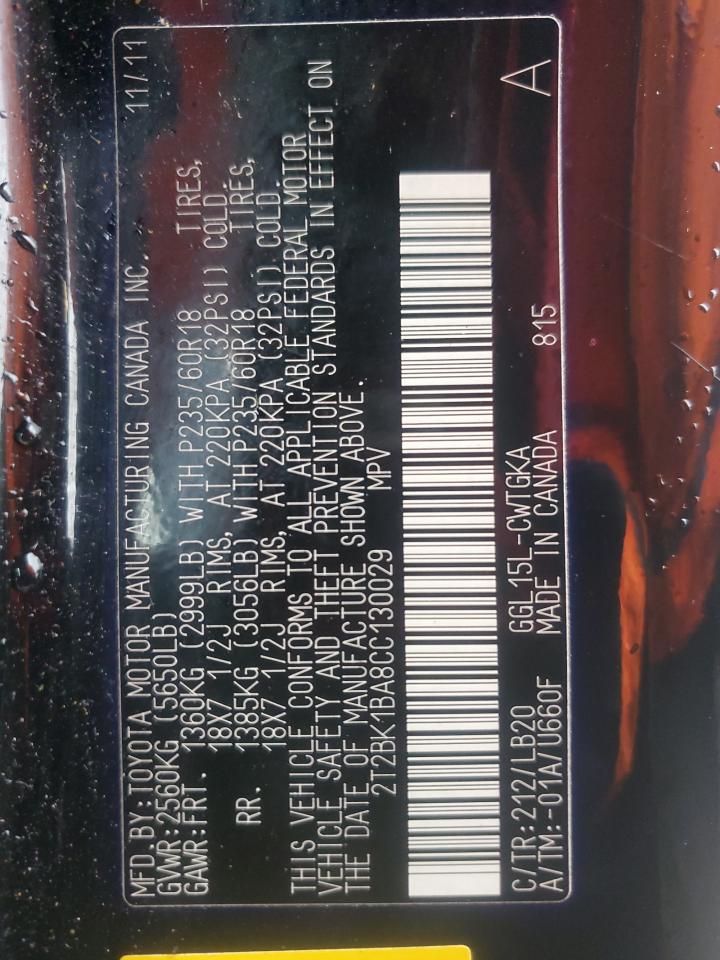 MFD.BY:TOYOTA MOTOR MANUFACTURING CANADA INC. 11/11
GVWR:2560KG (5650LB)
GAWR:FRT. 1360KG (2999LB) WITH P235/60R18 TIRES,
18X7 1/2J RIMS, AT 220KPA (32PSI) COLD
RR. 1385KG (3056LB) WITH P235/60R18 TIRES,
18X7 1/2J RIMS, AT 220KPA (32PSI) COLD.
THIS VEHICLE CONFORMS TO ALL APPLICABLE FEDERAL MOTOR
VEHICLE SAFETY AND THEFT PREVENTION STANDARDS IN EFFECT ON
THE DATE OF MANUFACTURE SHOWN ABOVE.
2T2BK1BA8CC130029 MPV
C/TR:212/LB20 GGL15L-CWTGKA A
A/TM:-01A/U660F MADE IN CANADA 815